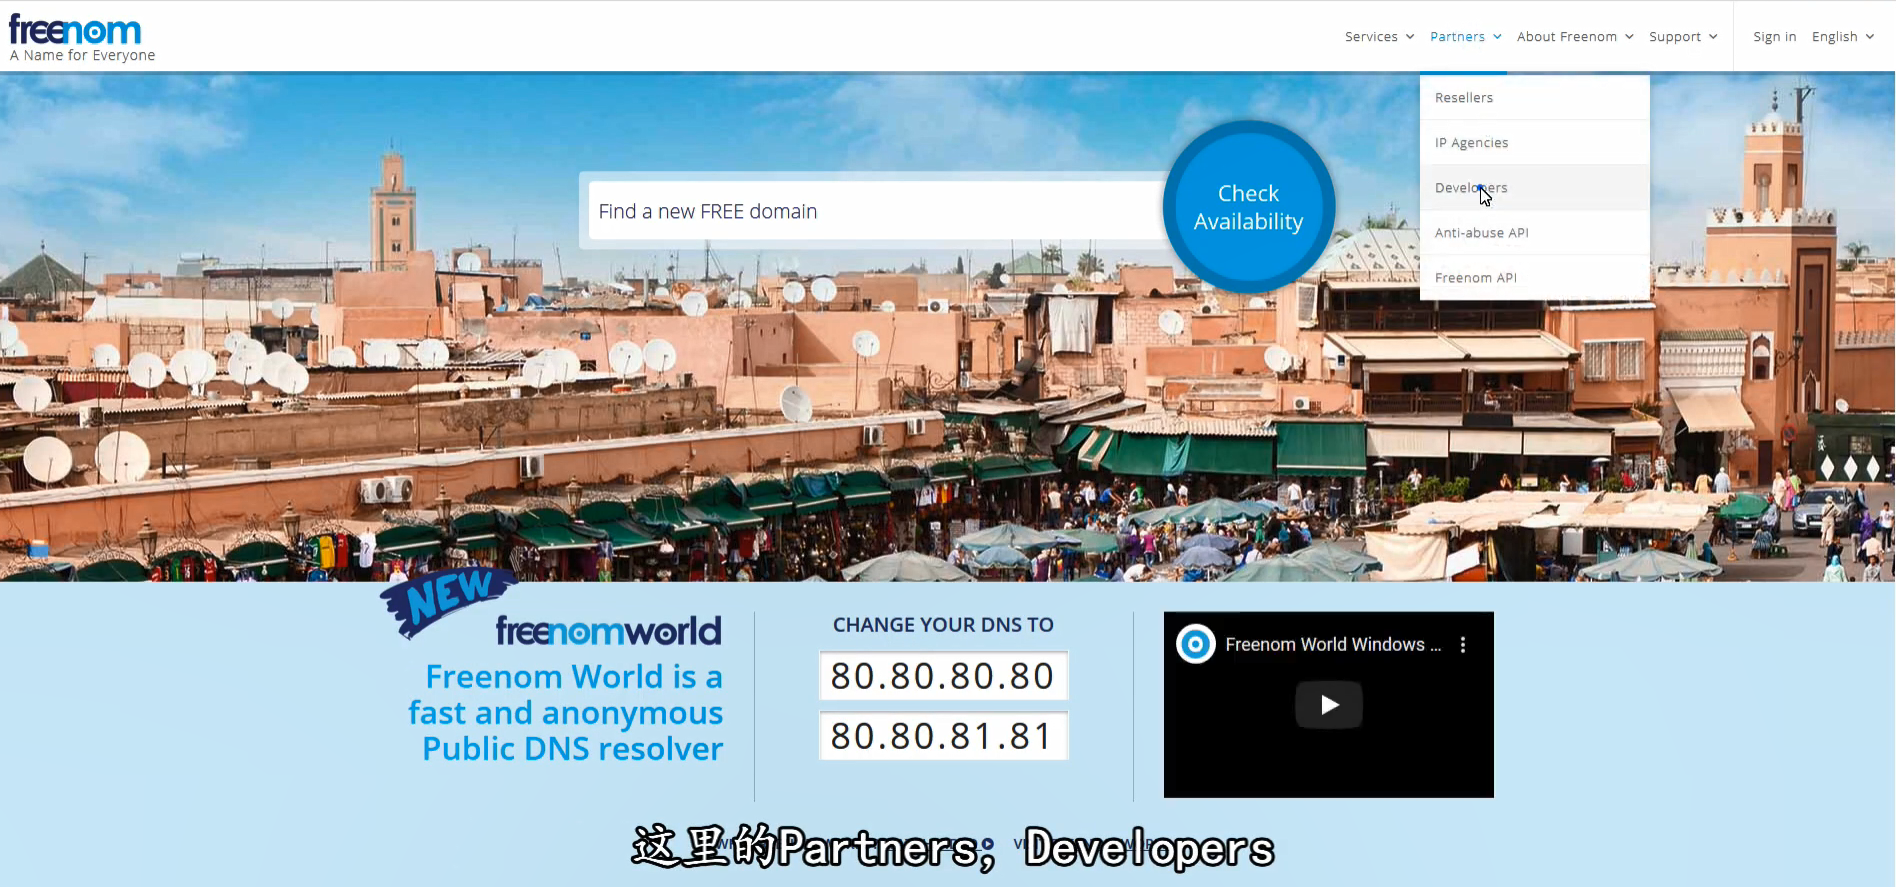 freenom
A Name for Everyone
Services
Partners
About Freenom
Support
Sign in
English
Resellers
IP Agencies
Developers
Anti-abuse API
Freenom API
Find a new FREE domain
Check
Availability
NEW
freenomworld
Freenom World is a
fast and anonymous
Public DNS resolver
CHANGE YOUR DNS TO
80.80.80.80
80.80.81.81
Freenom World Windows ...
这里的Partners, Developers